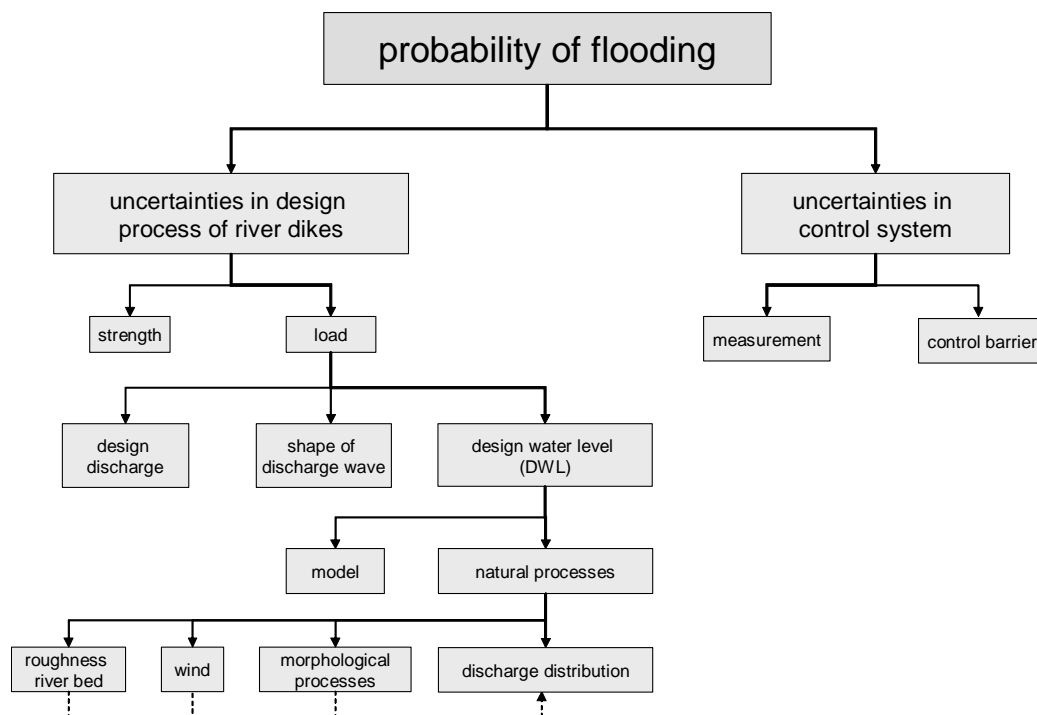 probability of flooding
uncertainties in design
process of river dikes
uncertainties in
control system
strength
load
measurement
control barrier
design
discharge
shape of
discharge wave
design water level
(DWL)
model
natural processes
roughness
river bed
wind
morphological
processes
discharge distribution